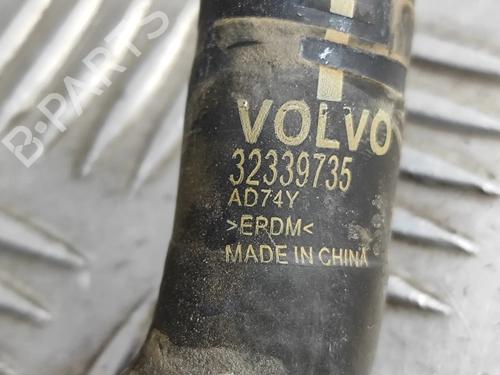 B-PARTS
VOLVO
32339735
AD74Y
>EPDM<
MADE IN CHINA